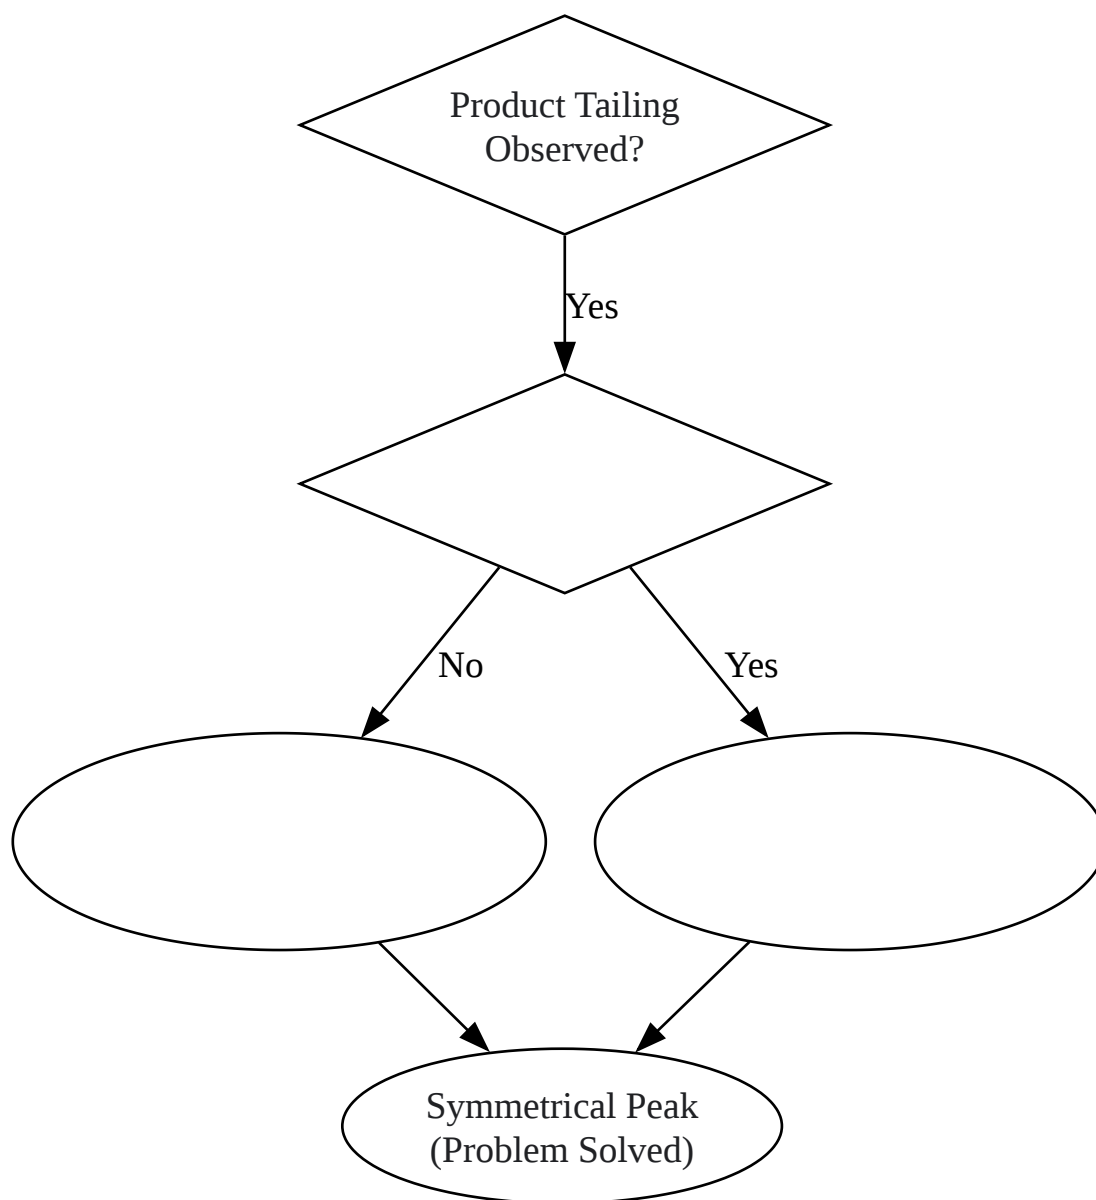 Product Tailing
Observed?
Yes
No
Yes
Symmetrical Peak
(Problem Solved)